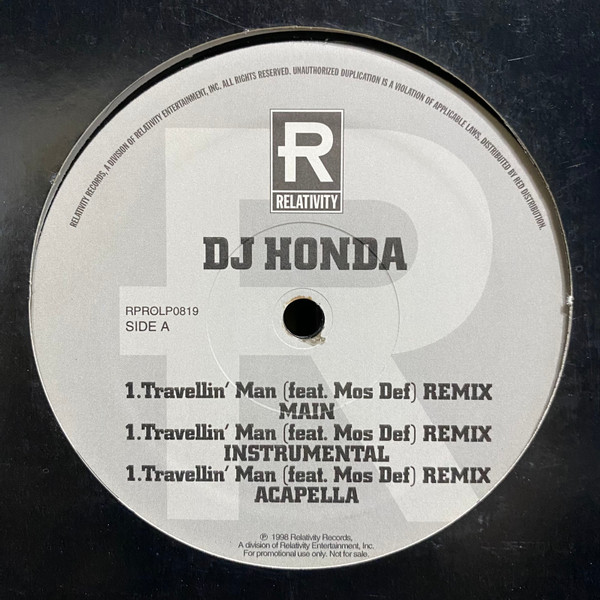 RELATIVITY RECORDS, A DIVISION OF RELATIVITY ENTERTAINMENT, INC. ALL RIGHTS RESERVED. UNAUTHORIZED DUPLICATION IS A VIOLATION OF APPLICABLE LAWS. DISTRIBUTED BY RED DISTRIBUTION.
R
RELATIVITY
DJ HONDA
RPROLP0819
SIDE A
1.Travellin' Man (feat. Mos Def) REMIX
MAIN
1.Travellin' Man (feat. Mos Def) REMIX
INSTRUMENTAL
1.Travellin' Man (feat. Mos Def) REMIX
ACAPELLA
℗ 1998 Relativity Records,
A division of Relativity Entertainment, Inc.
For promotional use only. Not for sale.